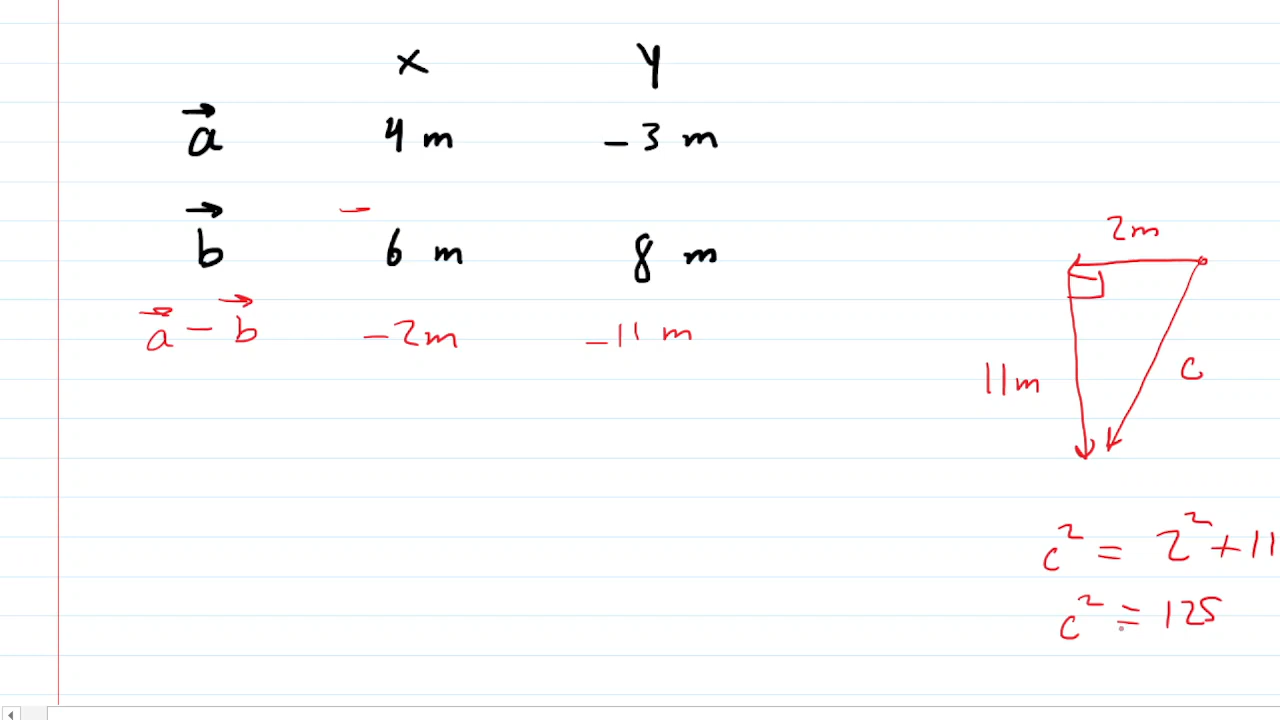 x y
a⃗ 4 m -3 m
b⃗ - 6 m 8 m
a⃗ - b⃗ -2m -11 m
2m
11m
c
c² = 2² + 11
c² = 125